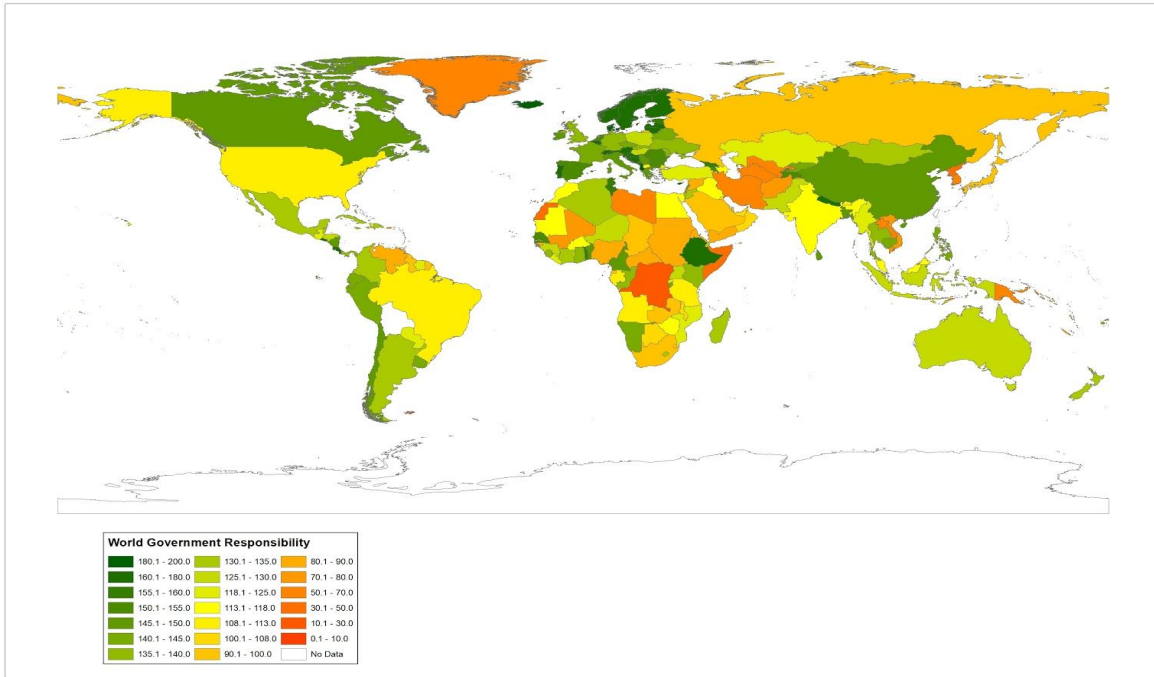 World Government Responsibility
180.1 - 200.0 130.1 - 135.0 80.1 - 90.0
160.1 - 180.0 125.1 - 130.0 70.1 - 80.0
155.1 - 160.0 118.1 - 125.0 50.1 - 70.0
150.1 - 155.0 113.1 - 118.0 30.1 - 50.0
145.1 - 150.0 108.1 - 113.0 10.1 - 30.0
140.1 - 145.0 100.1 - 108.0 0.1 - 10.0
135.1 - 140.0 90.1 - 100.0 No Data